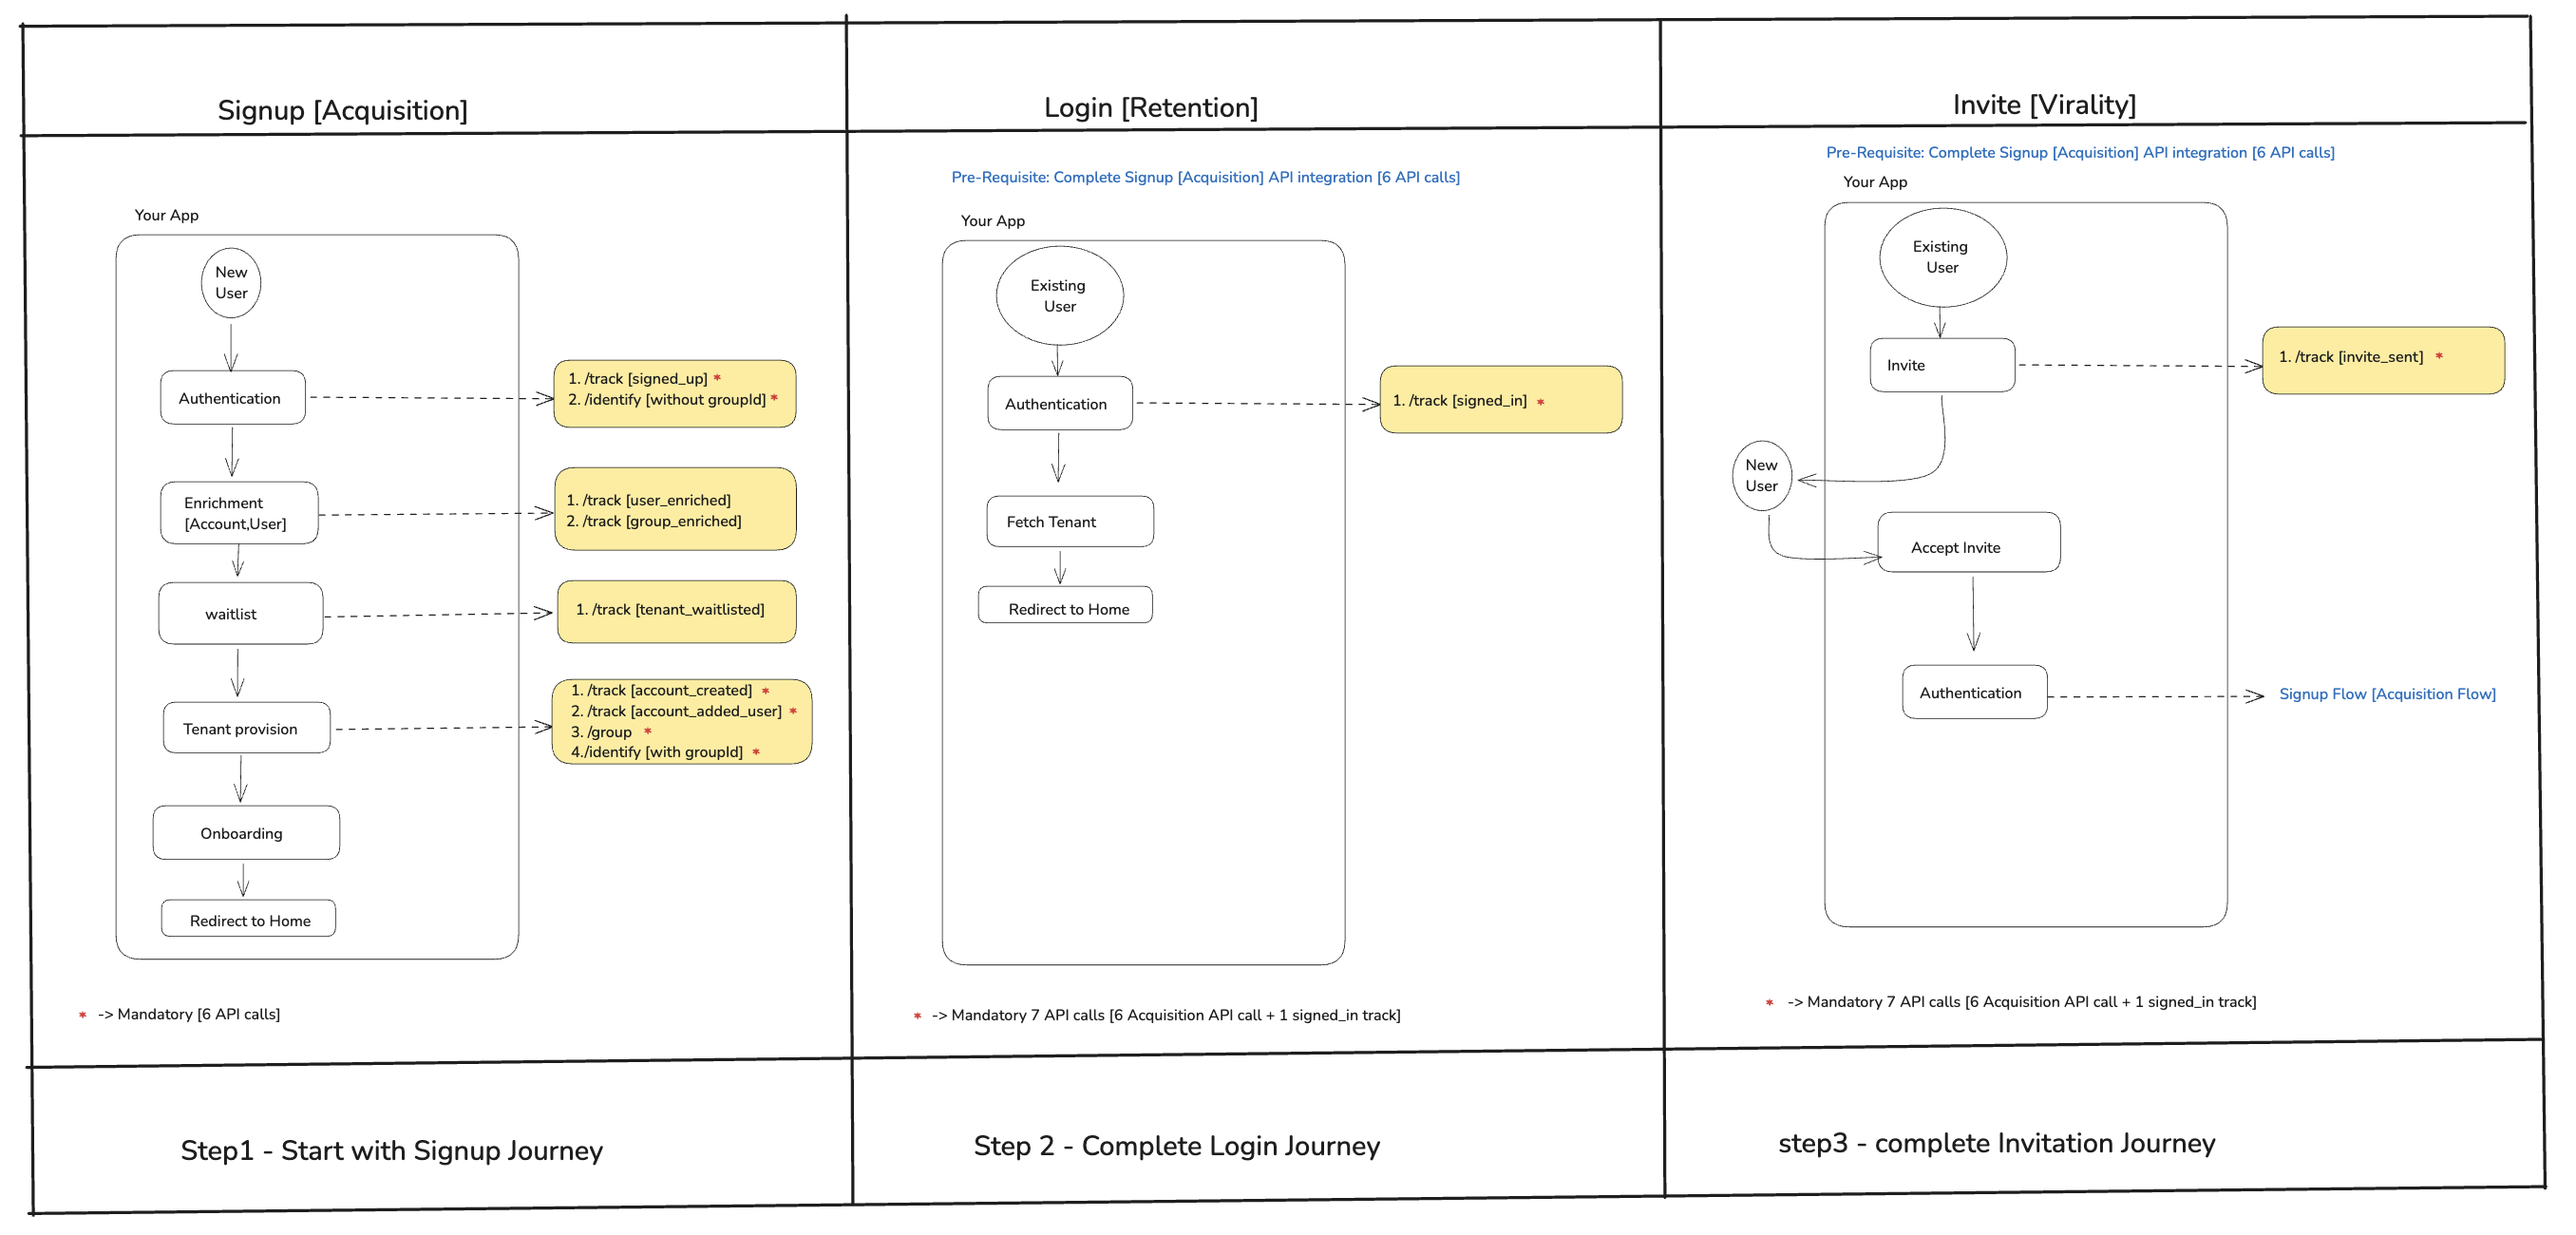 Signup [Acquisition]
Your App
New
User
Authentication
1. /track [signed_up] *
2. /identify [without groupId] *
Enrichment
[Account,User]
1. /track [user_enriched]
2. /track [group_enriched]
waitlist
1. /track [tenant_waitlisted]
Tenant provision
1. /track [account_created] *
2. /track [account_added_user] *
3. /group *
4./identify [with groupId] *
Onboarding
Redirect to Home
* -> Mandatory [6 API calls]
Step1 - Start with Signup Journey
Login [Retention]
Pre-Requisite: Complete Signup [Acquisition] API integration [6 API calls]
Your App
Existing
User
Authentication
1. /track [signed_in] *
Fetch Tenant
Redirect to Home
* -> Mandatory 7 API calls [6 Acquisition API call + 1 signed_in track]
Step 2 - Complete Login Journey
Invite [Virality]
Pre-Requisite: Complete Signup [Acquisition] API integration [6 API calls]
Your App
Existing
User
Invite
1. /track [invite_sent] *
New
User
Accept Invite
Authentication
Signup Flow [Acquisition Flow]
* -> Mandatory 7 API calls [6 Acquisition API call + 1 signed_in track]
step3 - complete Invitation Journey